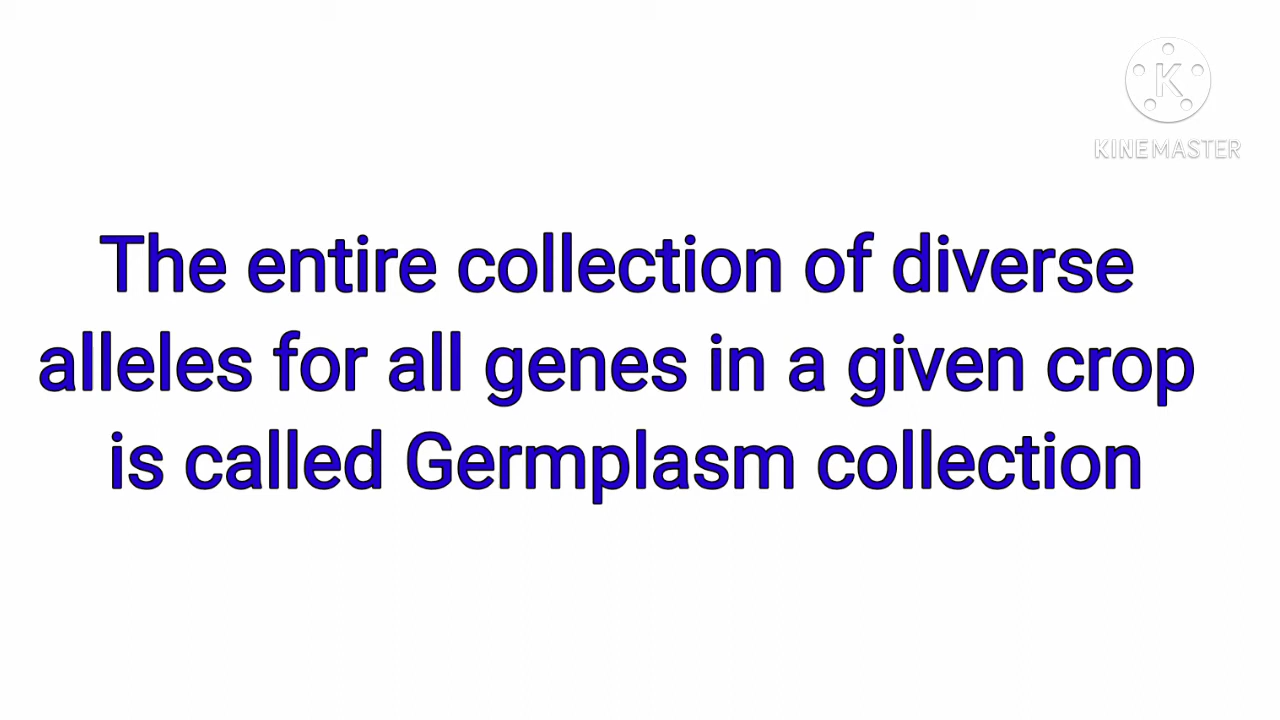 K
KINEMASTER
The entire collection of diverse
alleles for all genes in a given crop
is called Germplasm collection